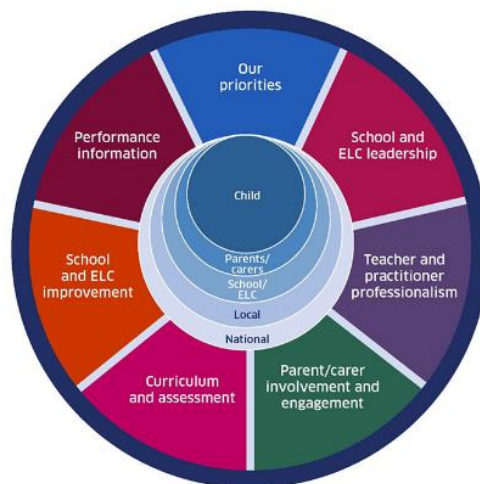 Our
priorities
School and
ELC leadership
Teacher and
practitioner
professionalism
Parent/carer
involvement and
engagement
Curriculum
and assessment
School
and ELC
improvement
Performance
information
Child
Parents/
carers
School/
ELC
Local
National